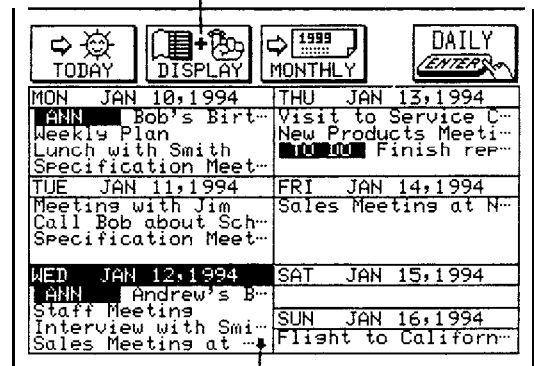 1999
TODAY
DISPLAY
MONTHLY
DAILY
ENTER
MON JAN 10,1994
ANN Bob's Birt…
Weekly Plan
Lunch with Smith
Specification Meet…
TUE JAN 11,1994
Meeting with Jim
Call Bob about Sch…
Specification Meet…
WED JAN 12,1994
ANN Andrew's B…
Staff Meeting
Interview with Smi…
Sales Meeting at …
THU JAN 13,1994
Visit to Service C…
New Products Meeti…
TO DO Finish rep…
FRI JAN 14,1994
Sales Meeting at N…
SAT JAN 15,1994
SUN JAN 16,1994
Flight to Californ…